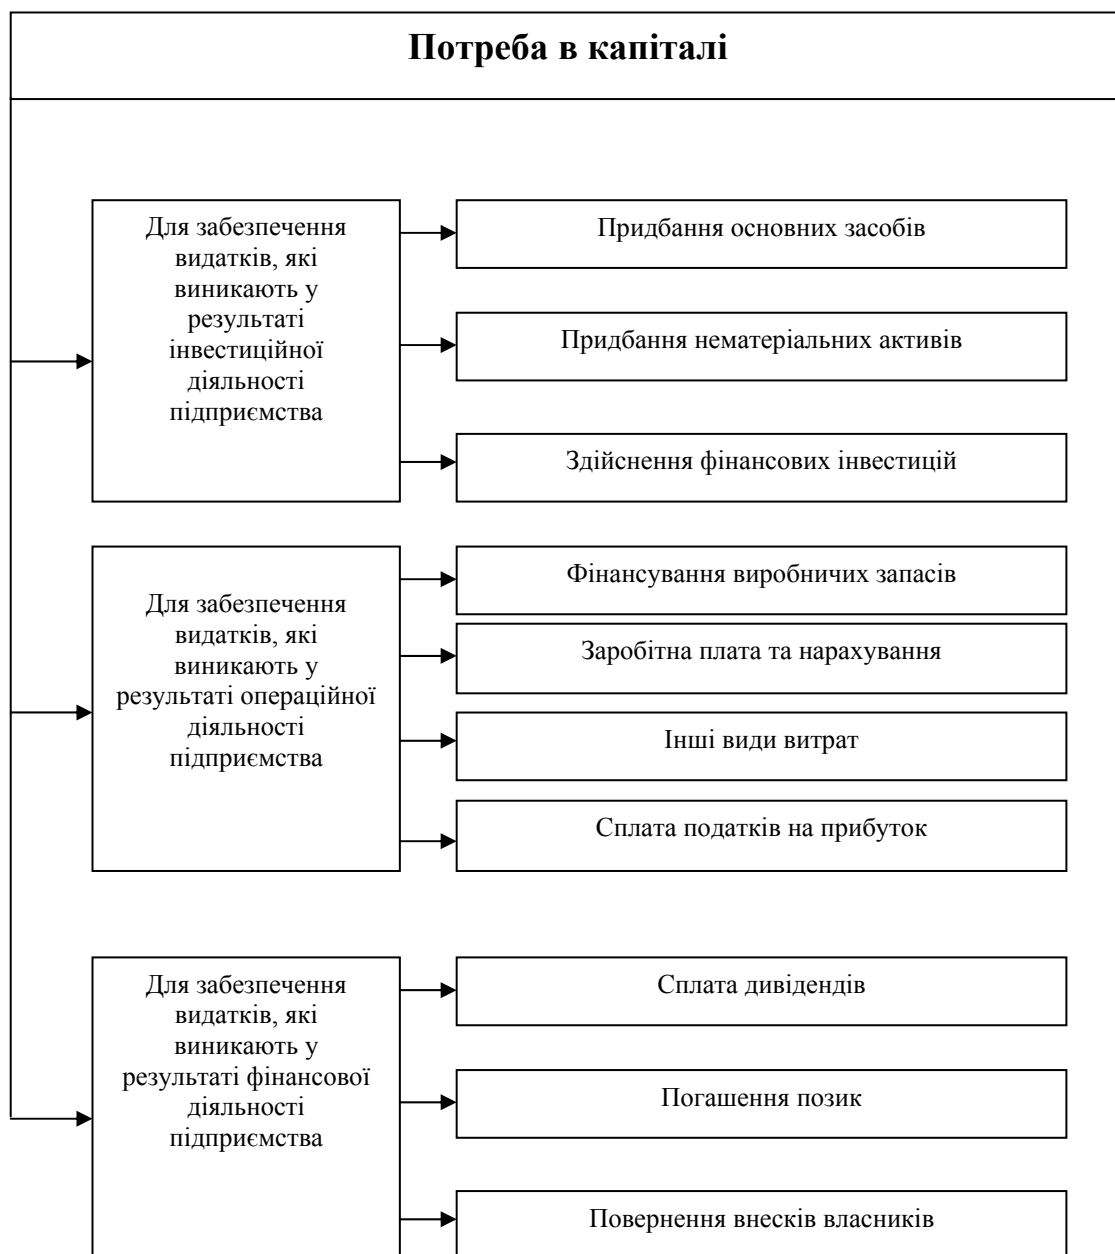 Потреба в капіталі
Для забезпечення
видатків, які
виникають у
результаті
інвестиційної
діяльності
підприємства
Придбання основних засобів
Придбання нематеріальних активів
Здійснення фінансових інвестицій
Для забезпечення
видатків, які
виникають у
результаті операційної
діяльності
підприємства
Фінансування виробничих запасів
Заробітна плата та нарахування
Інші види витрат
Сплата податків на прибуток
Для забезпечення
видатків, які
виникають у
результаті фінансової
діяльності
підприємства
Сплата дивідендів
Погашення позик
Повернення внесків власників